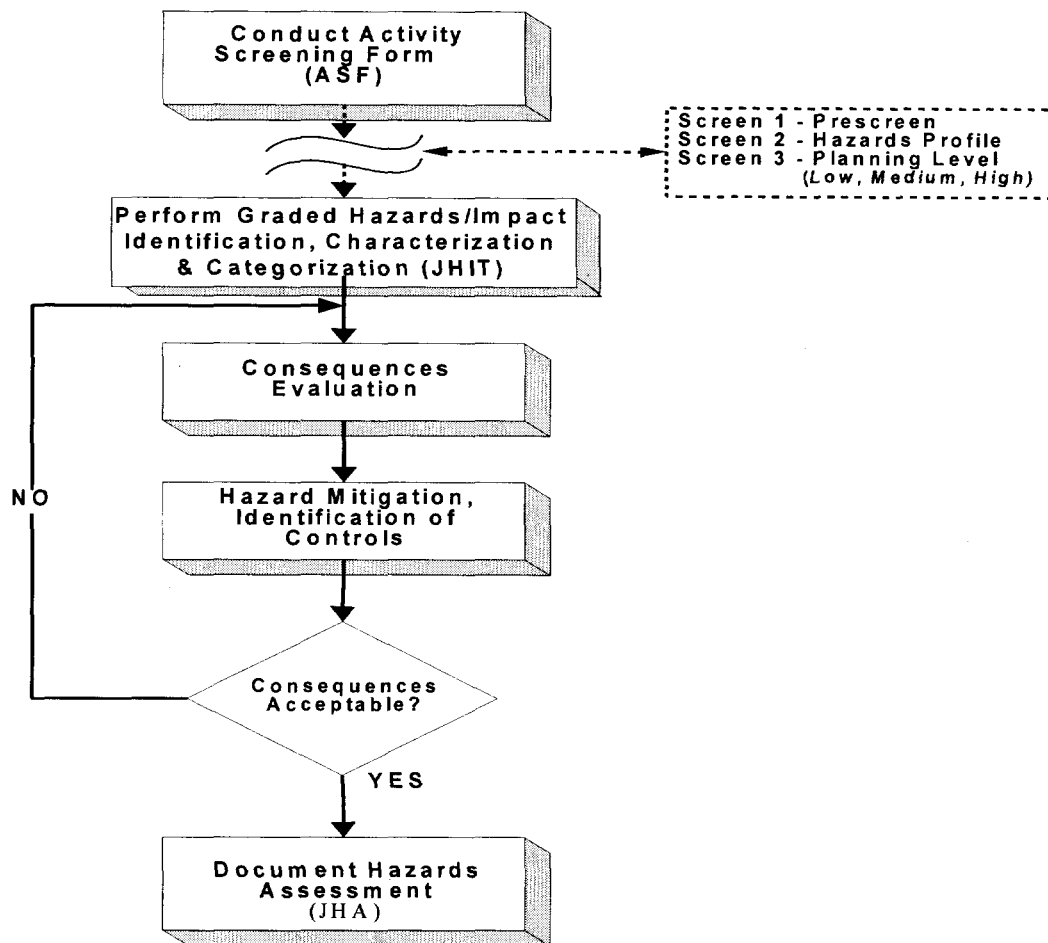 Conduct Activity
Screening Form
(ASF)
Screen 1 - Prescreen
Screen 2 - Hazards Profile
Screen 3 - Planning Level
(Low, Medium, High)
Perform Graded Hazards/Impact
Identification, Characterization
& Categorization (JHIT)
Consequences
Evaluation
NO
Hazard Mitigation,
Identification of
Controls
Consequences
Acceptable?
YES
Document Hazards
Assessment
(JHA)